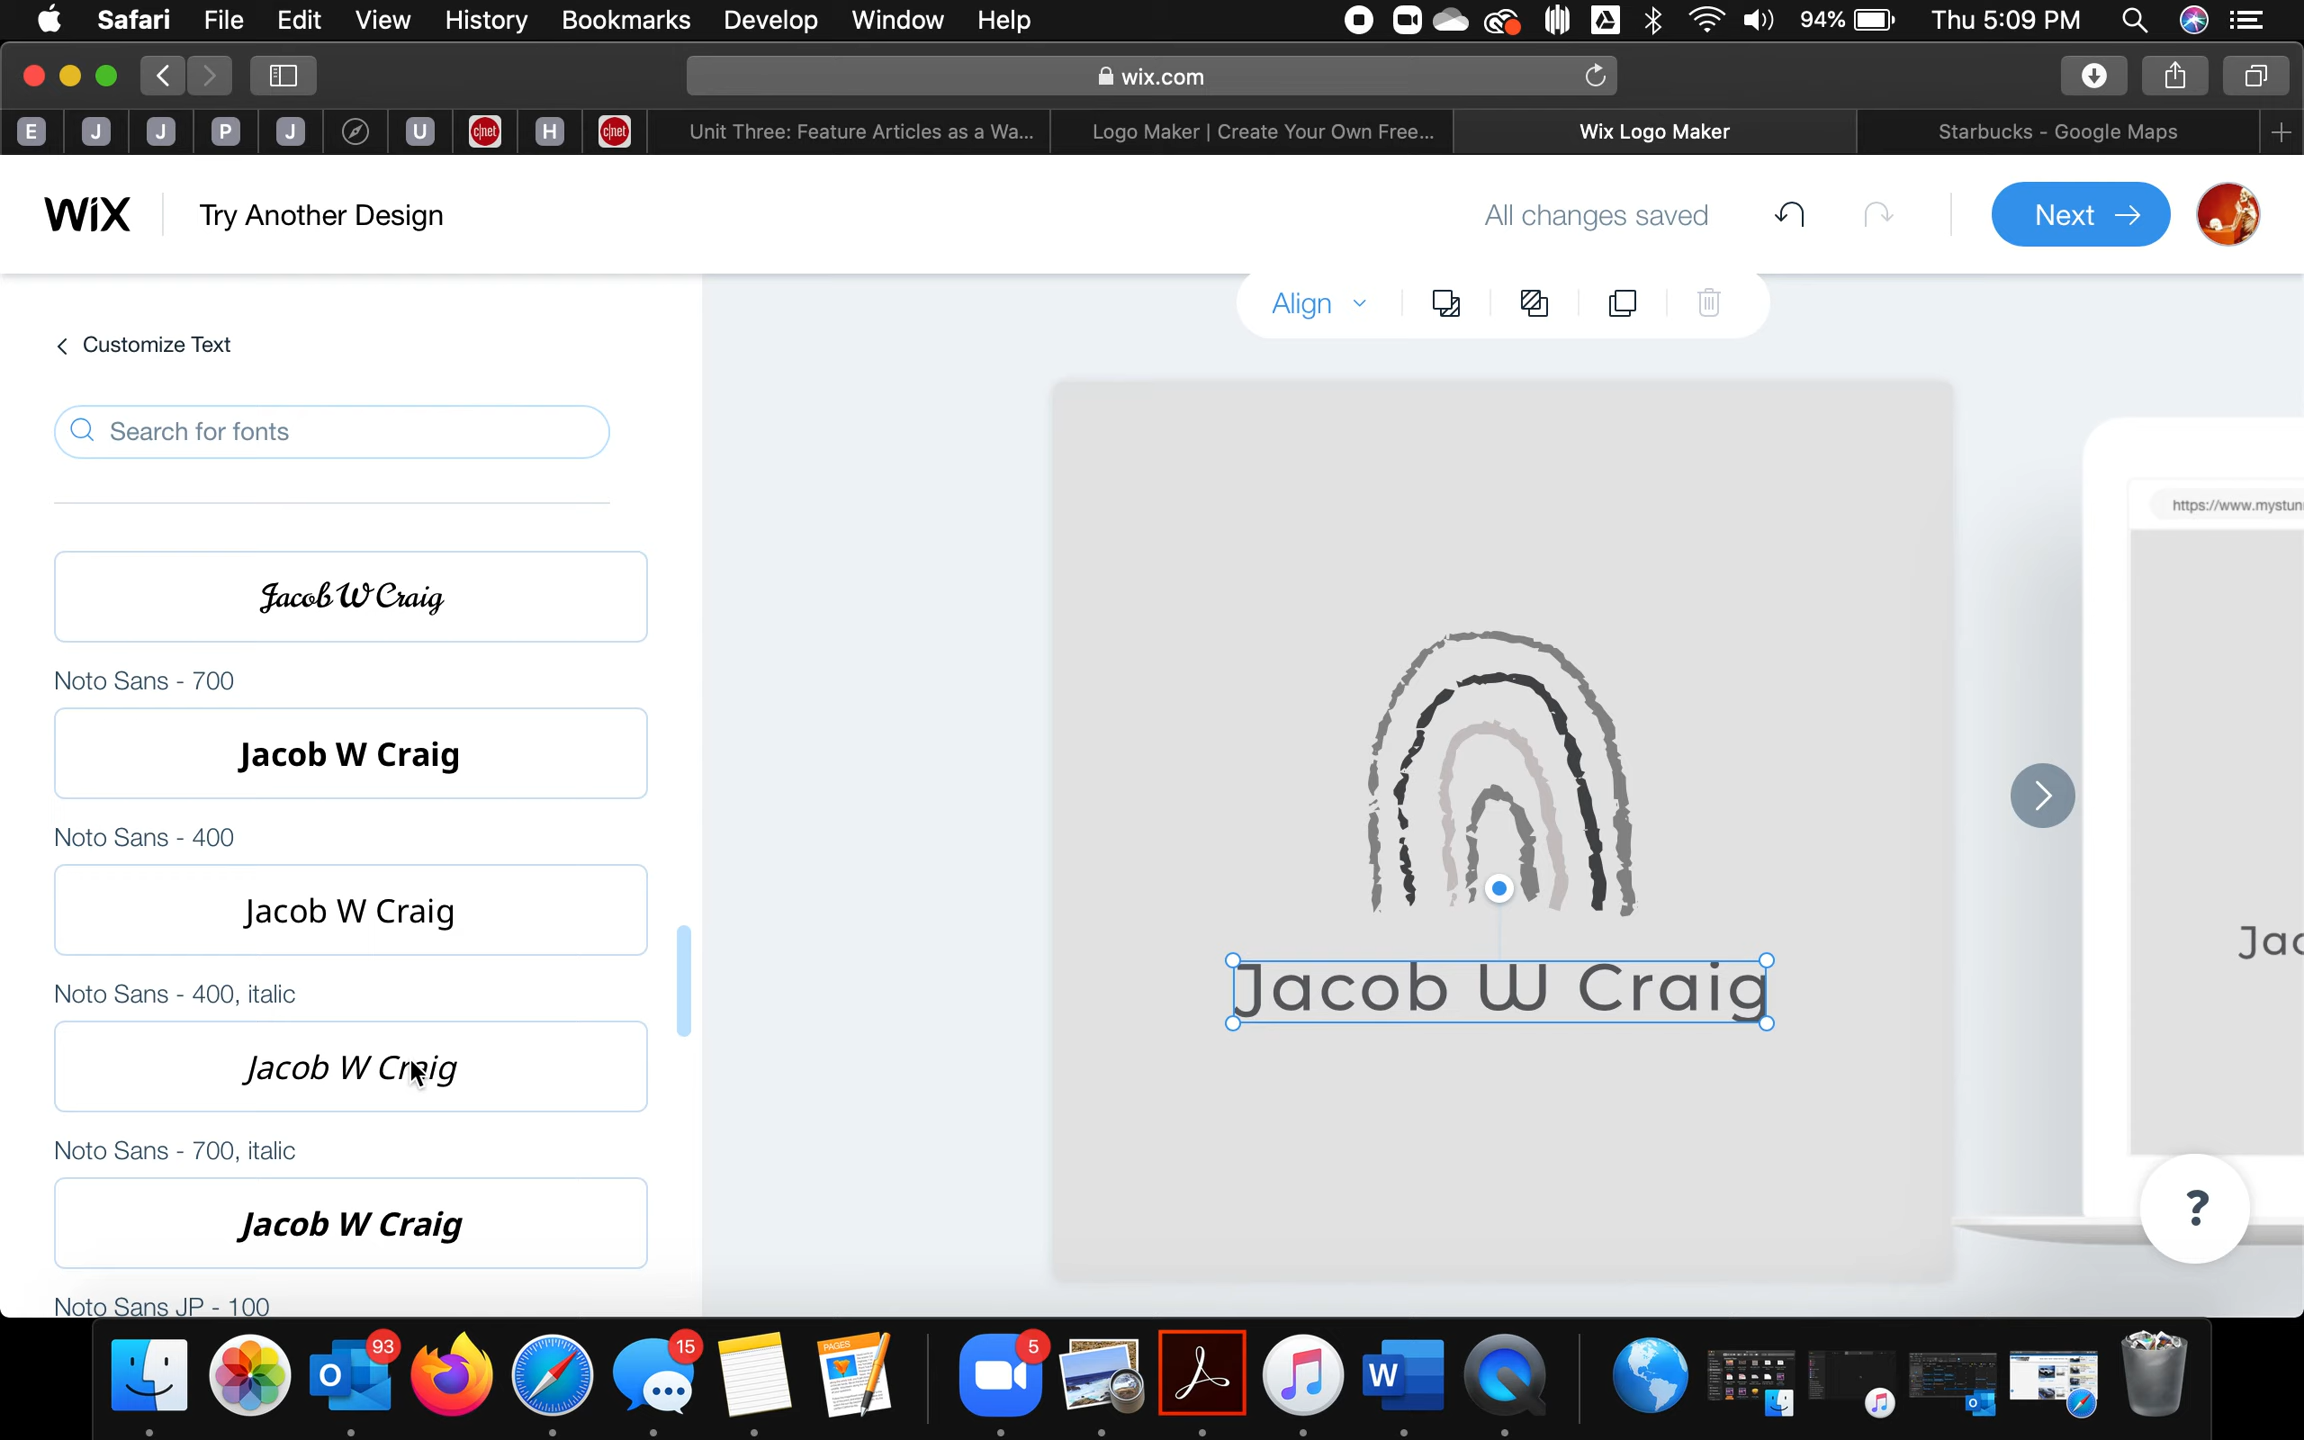 Safari File Edit View History Bookmarks Develop Window Help 94% Thu 5:09 PM
wix.com
E J J P J U c|net H c|net Unit Three: Feature Articles as a Wa... Logo Maker | Create Your Own Free... Wix Logo Maker Starbucks - Google Maps
WiX Try Another Design All changes saved Next
Align
Customize Text
Search for fonts
https://www.mystun
Jacob W Craig
Noto Sans - 700
Jacob W Craig
Noto Sans - 400
Jacob W Craig
Jac
Jacob W Craig
Noto Sans - 400, italic
Jacob W Craig
Noto Sans - 700, italic
Jacob W Craig
?
Noto Sans JP - 100
93 15 PAGES 5
O W